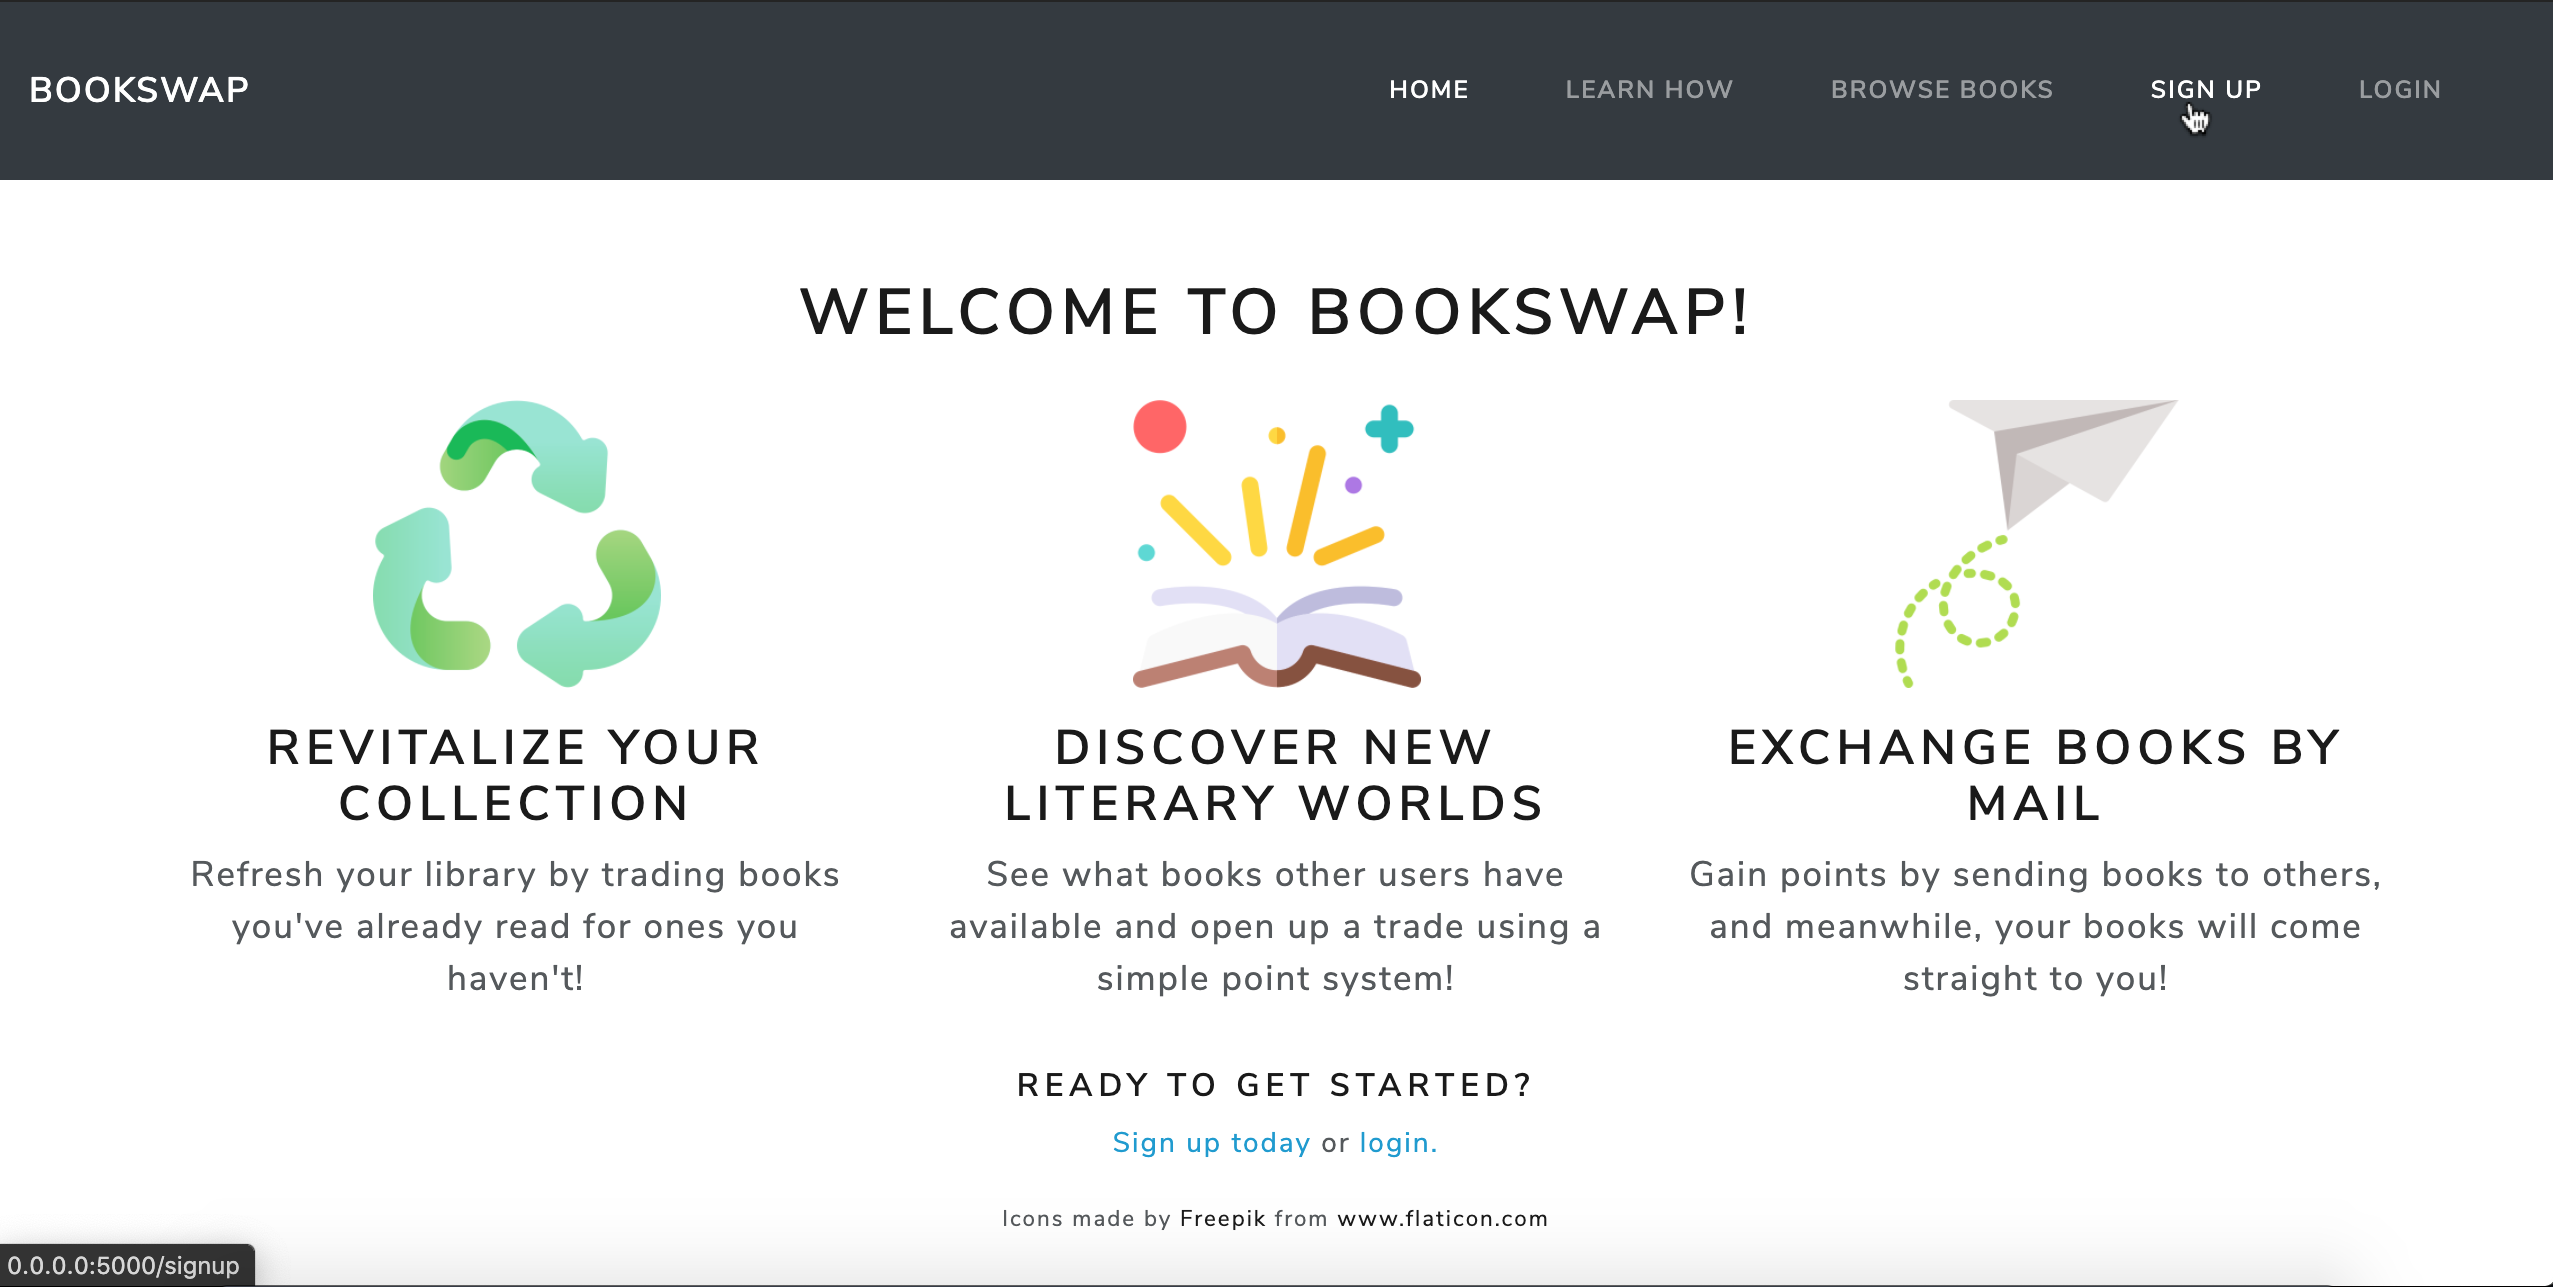 BOOKSWAP
HOME LEARN HOW BROWSE BOOKS SIGN UP LOGIN
WELCOME TO BOOKSWAP!
REVITALIZE YOUR
COLLECTION
Refresh your library by trading books
you've already read for ones you
haven't!
DISCOVER NEW
LITERARY WORLDS
See what books other users have
available and open up a trade using a
simple point system!
EXCHANGE BOOKS BY
MAIL
Gain points by sending books to others,
and meanwhile, your books will come
straight to you!
READY TO GET STARTED?
Sign up today or login.
Icons made by Freepik from www.flaticon.com
0.0.0.0:5000/signup